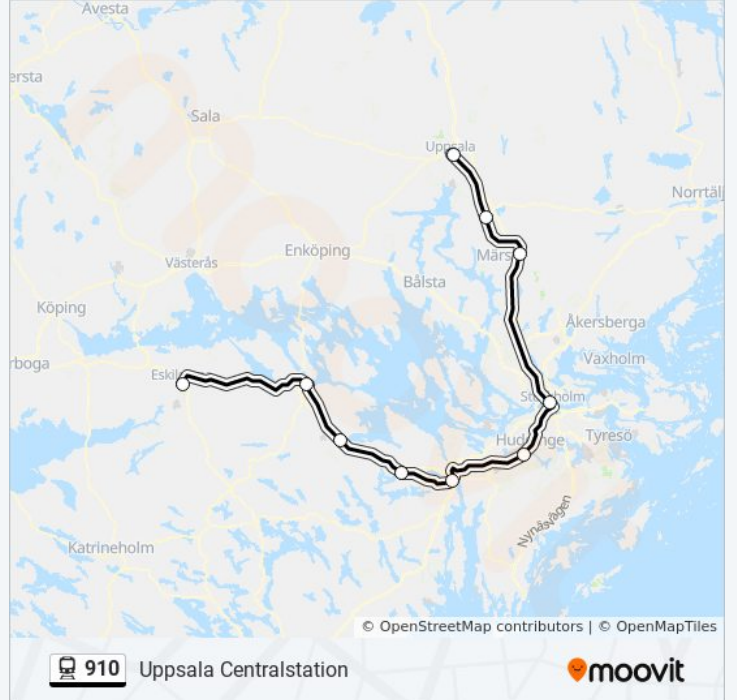 Avesta
ersta
Sala
Uppsala
Norrtälj
Märs
Enköping
Västerås
Bålsta
Köping
Åkersberga
Vaxholm
rboga
Eskils
Stockholm
Huddinge
Tyresö
Nynäsvägen
Katrineholm
© OpenStreetMap contributors | © OpenMapTiles
910 Uppsala Centralstation
moovit